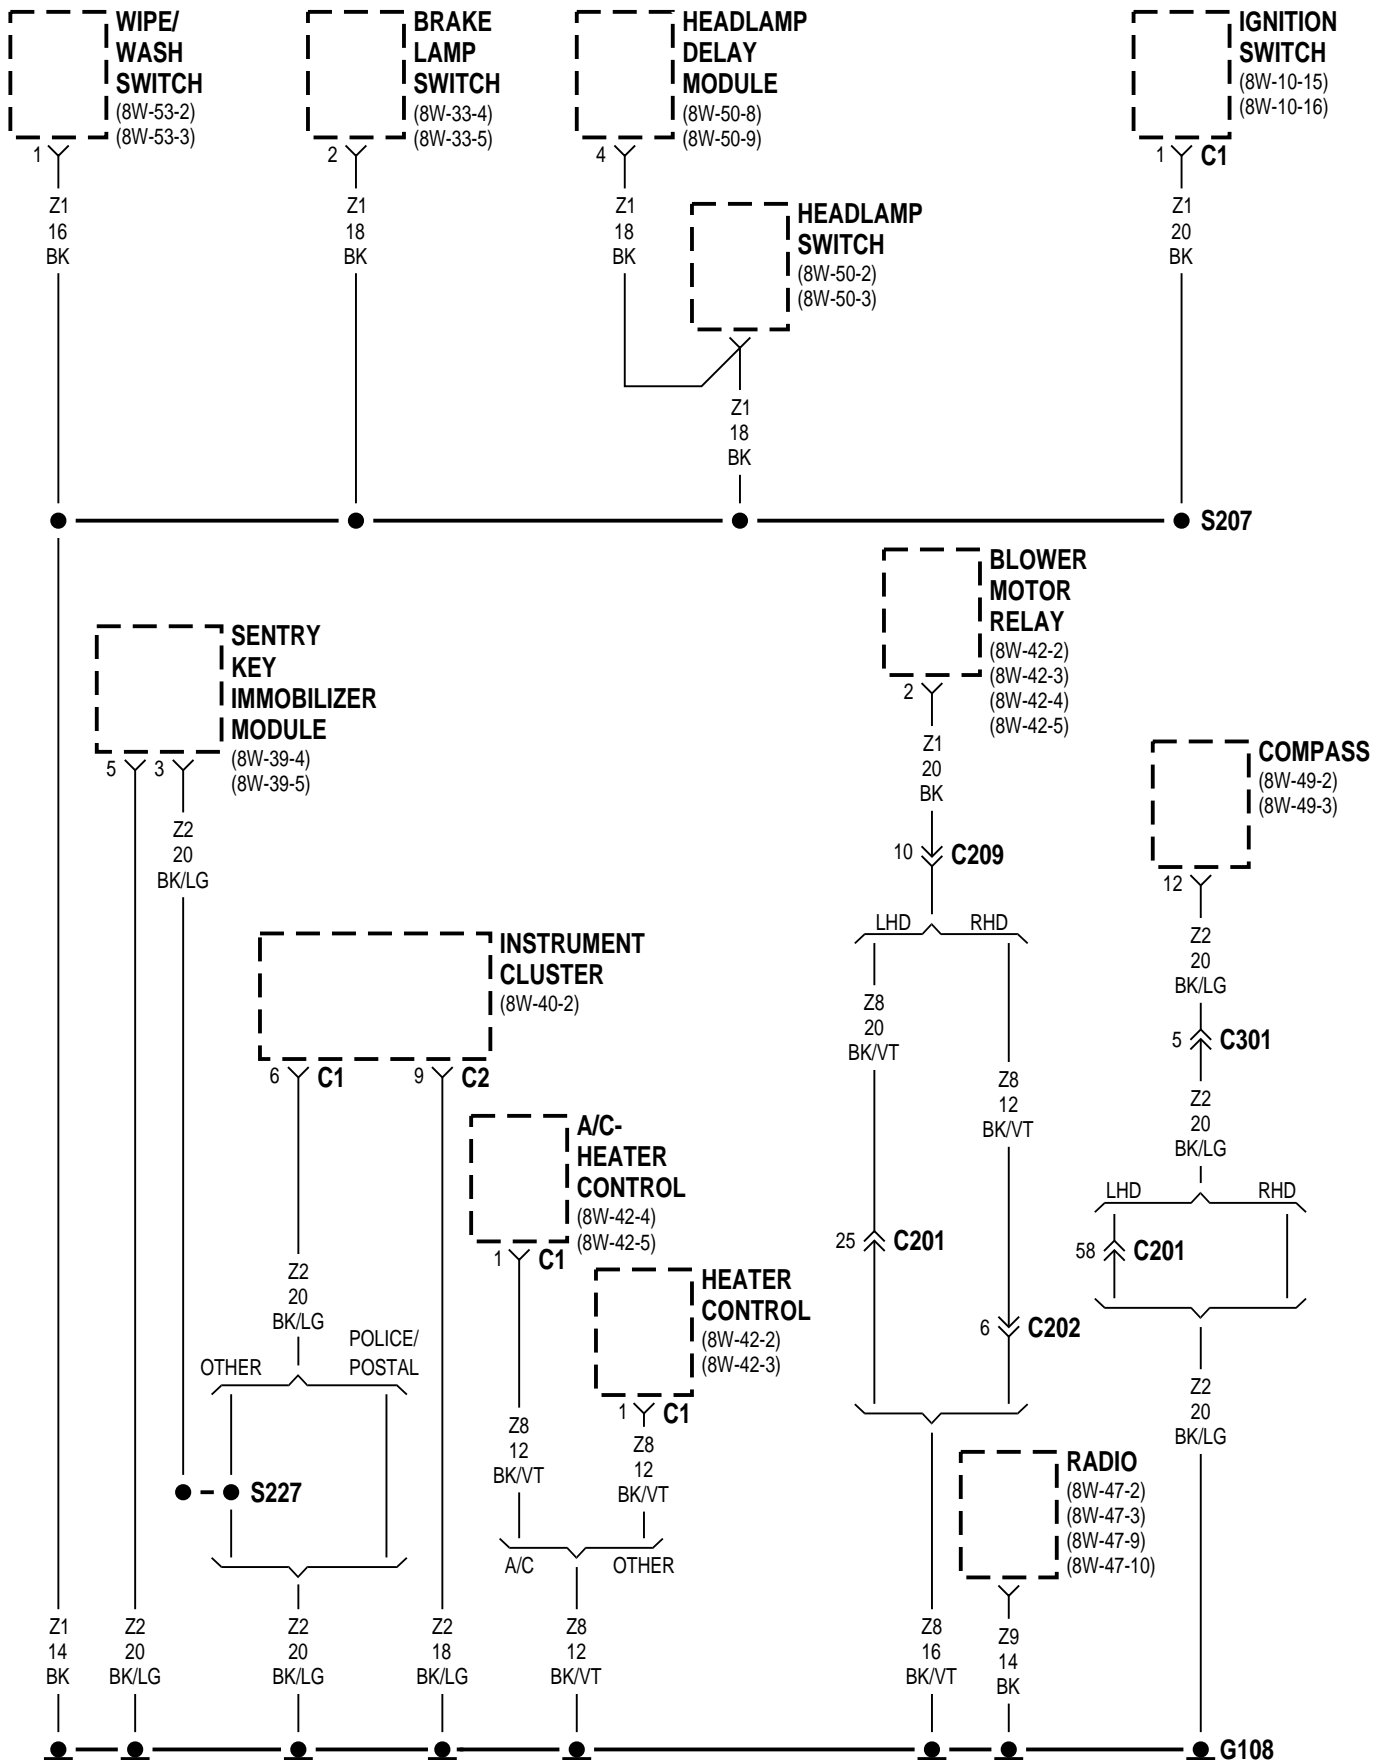 WIPE/
WASH
SWITCH
(8W-53-2)
(8W-53-3)
1
Z1
16
BK
BRAKE
LAMP
SWITCH
(8W-33-4)
(8W-33-5)
2
Z1
18
BK
HEADLAMP
DELAY
MODULE
(8W-50-8)
(8W-50-9)
4
Z1
18
BK
HEADLAMP
SWITCH
(8W-50-2)
(8W-50-3)
Z1
18
BK
IGNITION
SWITCH
(8W-10-15)
(8W-10-16)
1 C1
Z1
20
BK
S207
SENTRY
KEY
IMMOBILIZER
MODULE
(8W-39-4)
(8W-39-5)
5 3
Z2
20
BK/LG
INSTRUMENT
CLUSTER
(8W-40-2)
6 C1
9 C2
Z2
20
BK/LG
OTHER
POLICE/
POSTAL
S227
A/C-
HEATER
CONTROL
(8W-42-4)
(8W-42-5)
1 C1
Z8
12
BK/VT
HEATER
CONTROL
(8W-42-2)
(8W-42-3)
1 C1
Z8
12
BK/VT
A/C
OTHER
BLOWER
MOTOR
RELAY
(8W-42-2)
(8W-42-3)
(8W-42-4)
(8W-42-5)
2
Z1
20
BK
10 C209
LHD RHD
Z8
20
BK/VT
25 C201
Z8
12
BK/VT
6 C202
COMPASS
(8W-49-2)
(8W-49-3)
12
Z2
20
BK/LG
5 C301
Z2
20
BK/LG
LHD RHD
58 C201
Z2
20
BK/LG
RADIO
(8W-47-2)
(8W-47-3)
(8W-47-9)
(8W-47-10)
Z1
14
BK
Z2
20
BK/LG
Z2
20
BK/LG
Z2
18
BK/LG
Z8
12
BK/VT
Z8
16
BK/VT
Z9
14
BK
G108